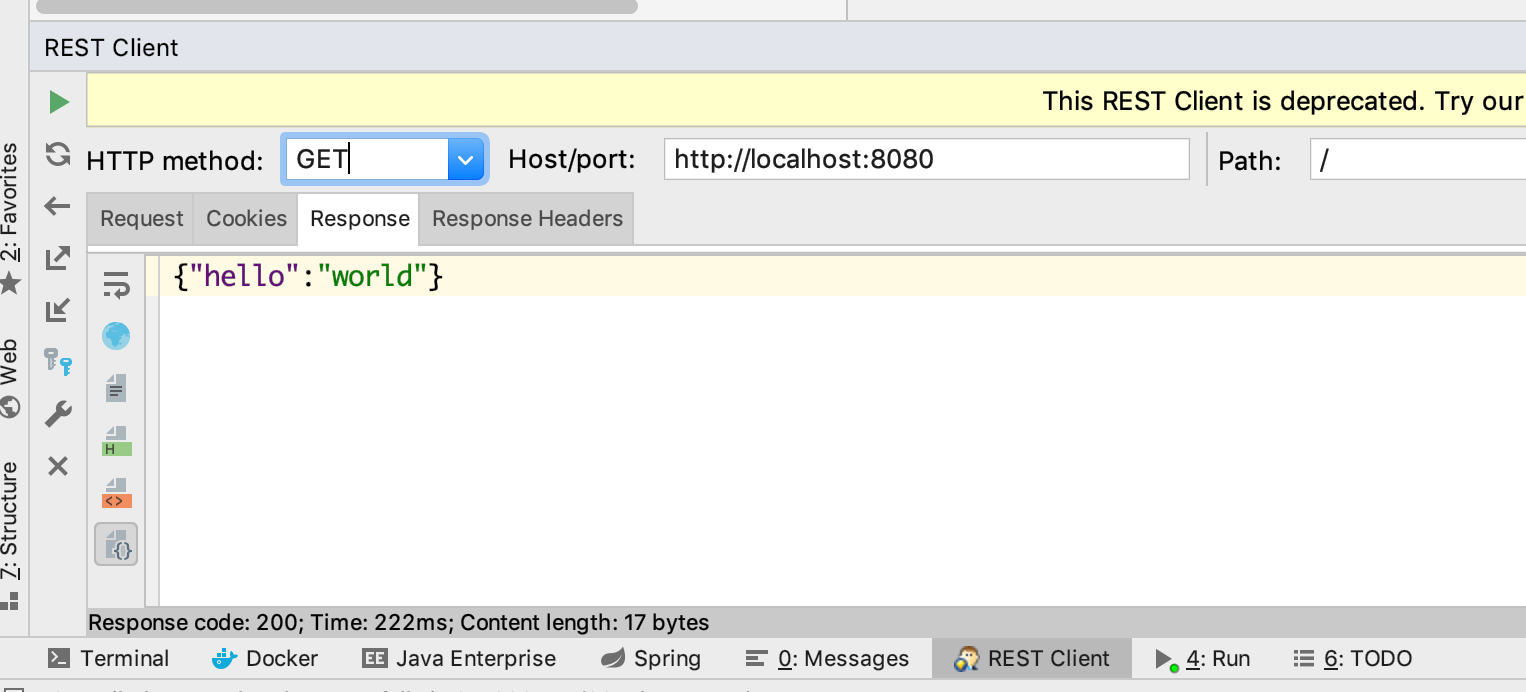 REST Client
This REST Client is deprecated. Try our
HTTP method: GET Host/port: http://localhost:8080 Path: /
Request Cookies Response Response Headers
{"hello":"world"}
2: Favorites
Web
7: Structure
H
<>
{}
Response code: 200; Time: 222ms; Content length: 17 bytes
Terminal Docker EE Java Enterprise Spring 0: Messages REST Client 4: Run 6: TODO